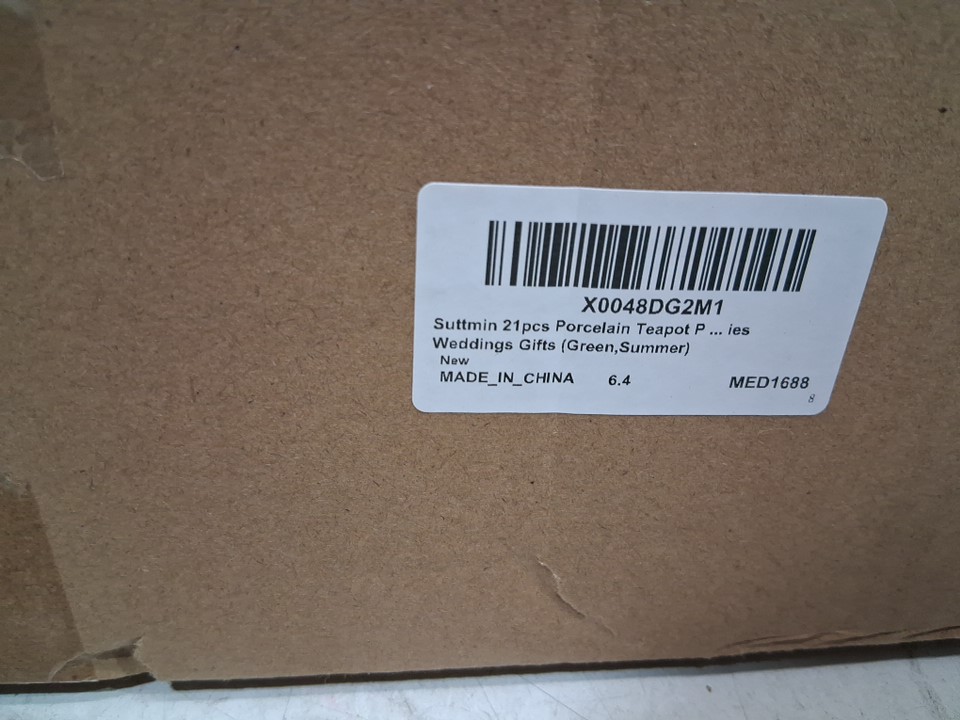 X0048DG2M1
Suttmin 21pcs Porcelain Teapot P ... ies
Weddings Gifts (Green,Summer)
New
MADE_IN_CHINA 6.4 MED1688
8